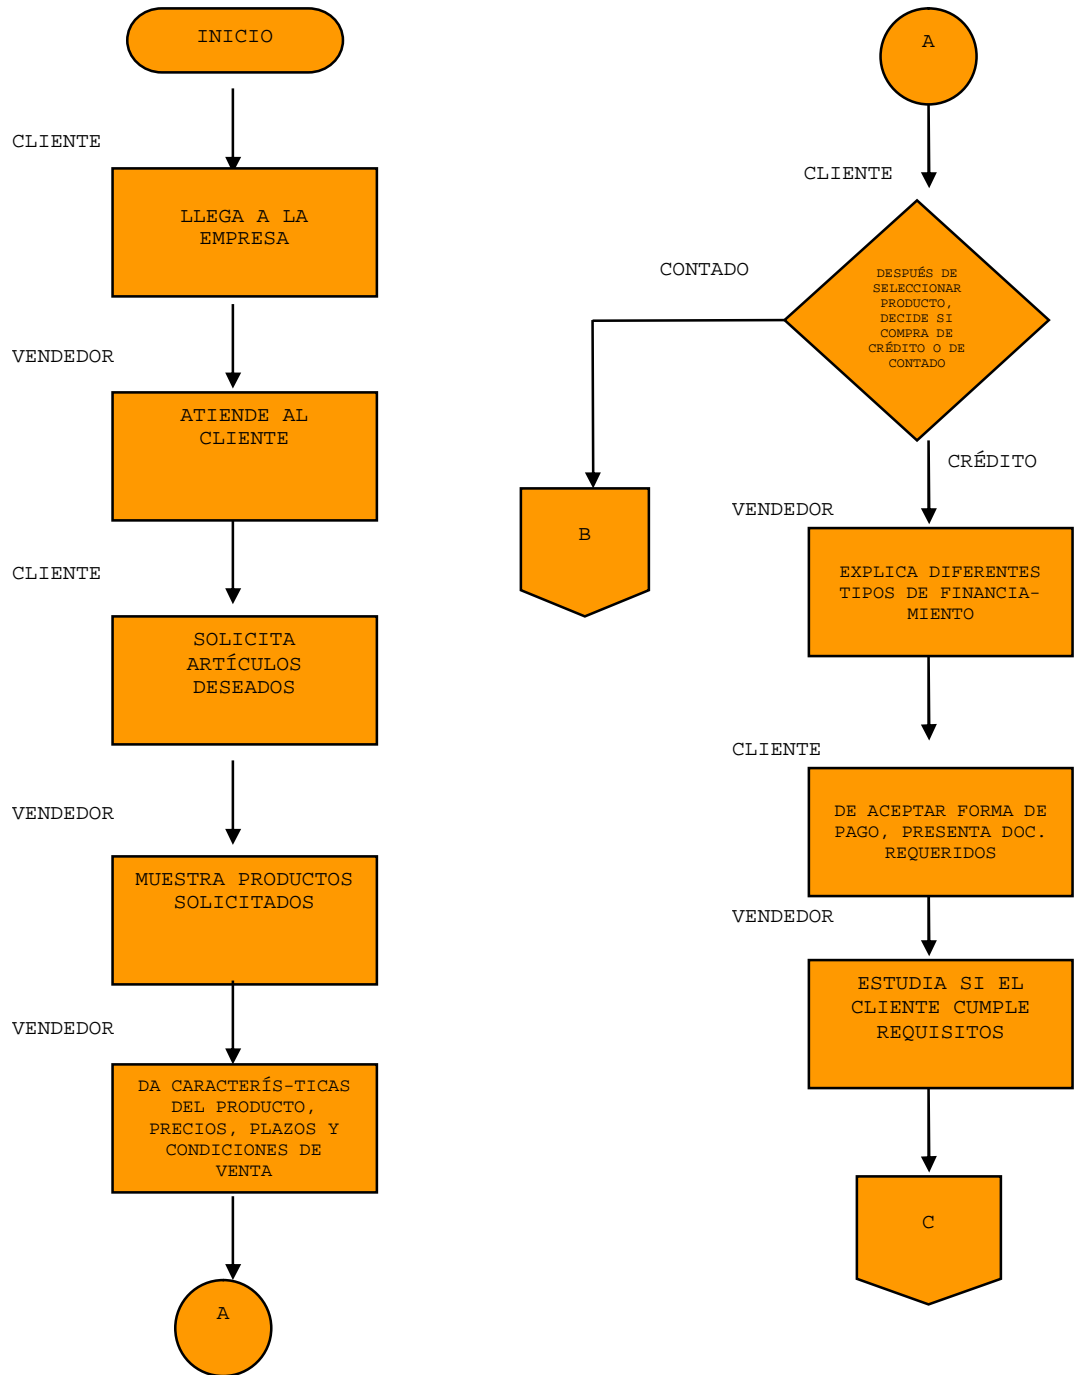 INICIO
CLIENTE
LLEGA A LA
EMPRESA
VENDEDOR
ATIENDE AL
CLIENTE
CLIENTE
SOLICITA
ARTÍCULOS
DESEADOS
VENDEDOR
MUESTRA PRODUCTOS
SOLICITADOS
VENDEDOR
DA CARACTERÍS-TICAS
DEL PRODUCTO,
PRECIOS, PLAZOS Y
CONDICIONES DE
VENTA
A
A
CLIENTE
DESPUÉS DE
SELECCIONAR
PRODUCTO,
DECIDE SI
COMPRA DE
CRÉDITO O DE
CONTADO
CONTADO
B
CRÉDITO
VENDEDOR
EXPLICA DIFERENTES
TIPOS DE FINANCIA-
MIENTO
CLIENTE
DE ACEPTAR FORMA DE
PAGO, PRESENTA DOC.
REQUERIDOS
VENDEDOR
ESTUDIA SI EL
CLIENTE CUMPLE
REQUISITOS
C